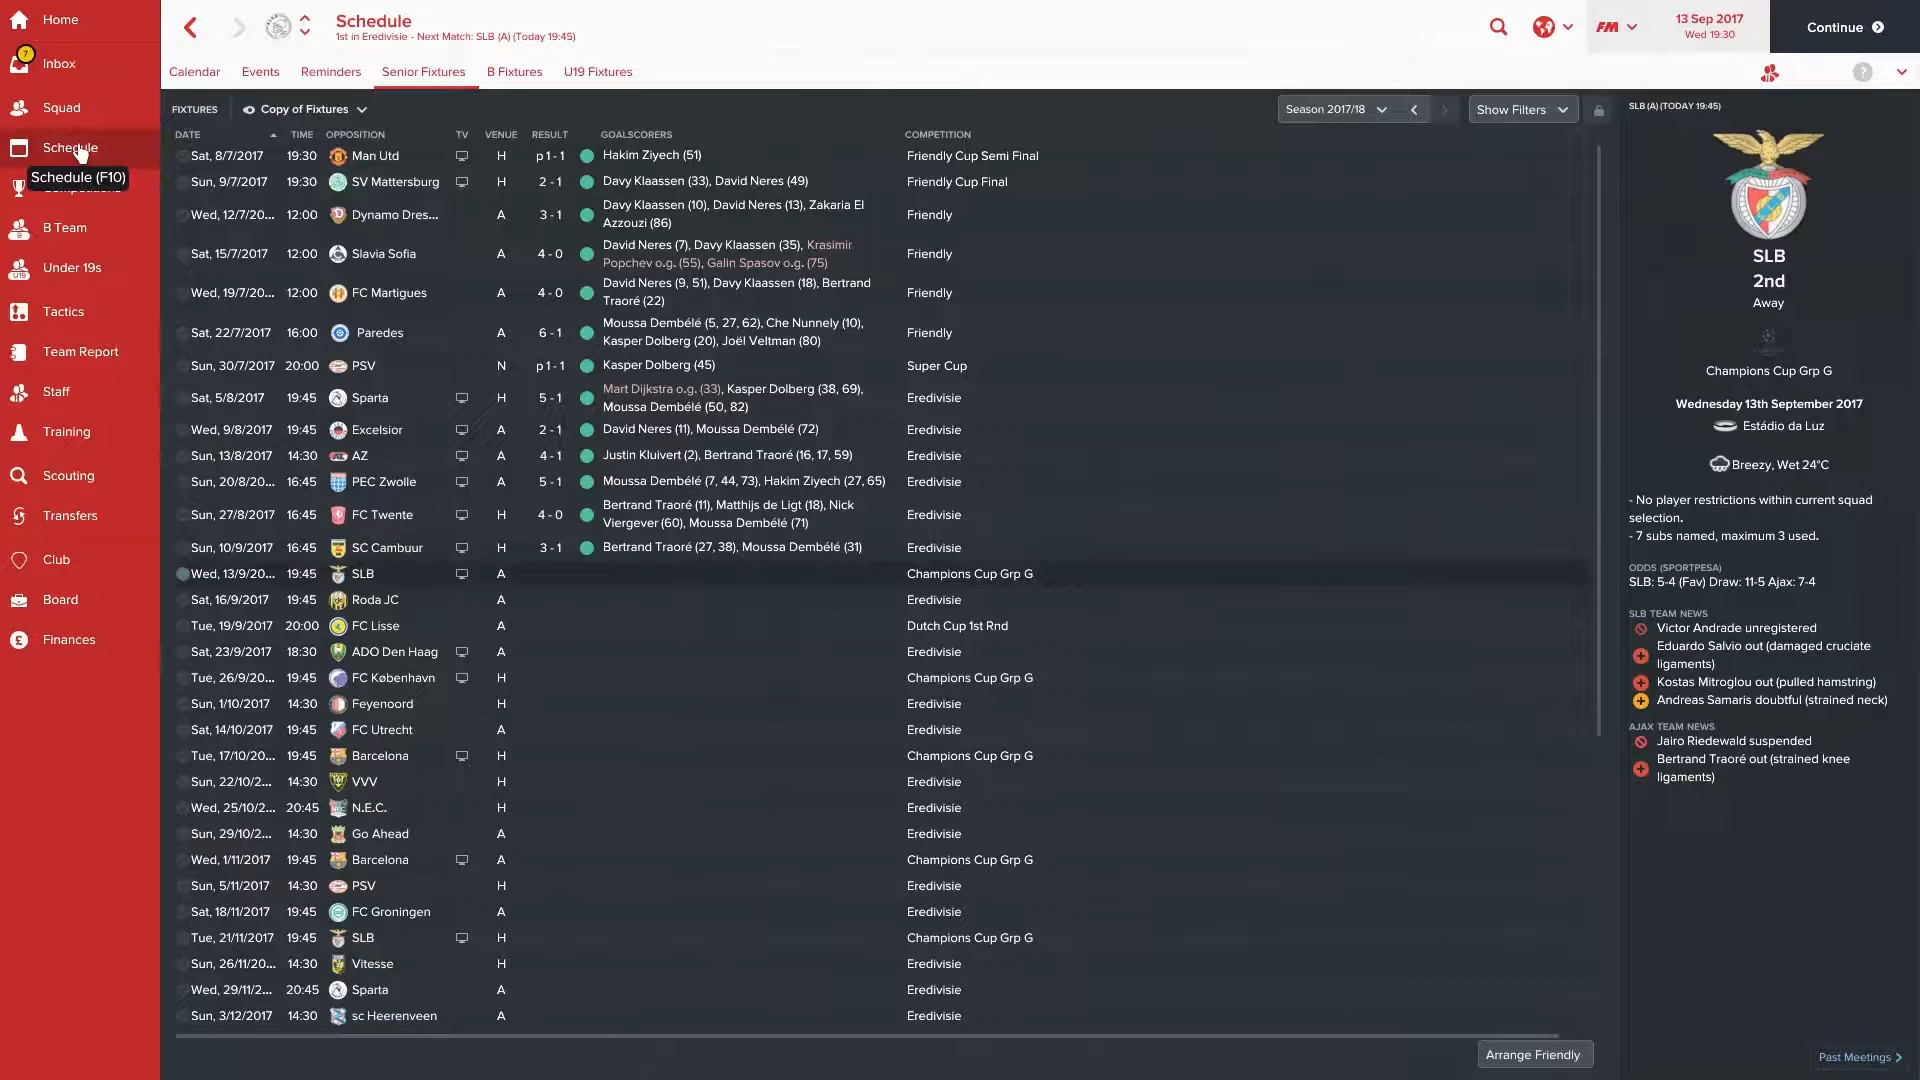 Home
7
Inbox
Squad
Schedule
Schedule (F10)
B Team
Under 19s
Tactics
Team Report
Staff
Training
Scouting
Transfers
Club
Board
Finances
Schedule
1st in Eredivisie - Next Match: SLB (A) (Today 19:45)
FM
13 Sep 2017
Wed 19:30
Continue
Calendar Events Reminders Senior Fixtures B Fixtures U19 Fixtures
FIXTURES Copy of Fixtures Season 2017/18 Show Filters
DATE TIME OPPOSITION TV VENUE RESULT GOALSCORERS COMPETITION
Sat, 8/7/2017 19:30 Man Utd H p 1 - 1 Hakim Ziyech (51) Friendly Cup Semi Final
Sun, 9/7/2017 19:30 SV Mattersburg H 2 - 1 Davy Klaassen (33), David Neres (49) Friendly Cup Final
Wed, 12/7/20... 12:00 Dynamo Dres... A 3 - 1 Davy Klaassen (10), David Neres (13), Zakaria El
Azzouzi (86) Friendly
Sat, 15/7/2017 12:00 Slavia Sofia A 4 - 0 David Neres (7), Davy Klaassen (35), Krasimir
Popchev o.g. (55), Galin Spasov o.g. (75) Friendly
Wed, 19/7/20... 12:00 FC Martigues A 4 - 0 David Neres (9, 51), Davy Klaassen (18), Bertrand
Traoré (22) Friendly
Sat, 22/7/2017 16:00 Paredes A 6 - 1 Moussa Dembélé (5, 27, 62), Che Nunnely (10),
Kasper Dolberg (20), Joël Veltman (80) Friendly
Sun, 30/7/2017 20:00 PSV N p 1 - 1 Kasper Dolberg (45) Super Cup
Sat, 5/8/2017 19:45 Sparta H 5 - 1 Mart Dijkstra o.g. (33), Kasper Dolberg (38, 69),
Moussa Dembélé (50, 82) Eredivisie
Wed, 9/8/2017 19:45 Excelsior A 2 - 1 David Neres (11), Moussa Dembélé (72) Eredivisie
Sun, 13/8/2017 14:30 AZ A 4 - 1 Justin Kluivert (2), Bertrand Traoré (16, 17, 59) Eredivisie
Sun, 20/8/20... 16:45 PEC Zwolle A 5 - 1 Moussa Dembélé (7, 44, 73), Hakim Ziyech (27, 65) Eredivisie
Sun, 27/8/2017 16:45 FC Twente H 4 - 0 Bertrand Traoré (11), Matthijs de Ligt (18), Nick
Viergever (60), Moussa Dembélé (71) Eredivisie
Sun, 10/9/2017 16:45 SC Cambuur H 3 - 1 Bertrand Traoré (27, 38), Moussa Dembélé (31) Eredivisie
Wed, 13/9/20... 19:45 SLB A Champions Cup Grp G
Sat, 16/9/2017 19:45 Roda JC A Eredivisie
Tue, 19/9/2017 20:00 FC Lisse A Dutch Cup 1st Rnd
Sat, 23/9/2017 18:30 ADO Den Haag A Eredivisie
Tue, 26/9/20... 19:45 FC København H Champions Cup Grp G
Sun, 1/10/2017 14:30 Feyenoord H Eredivisie
Sat, 14/10/2017 19:45 FC Utrecht A Eredivisie
Tue, 17/10/20... 19:45 Barcelona H Champions Cup Grp G
Sun, 22/10/2... 14:30 VVV H Eredivisie
Wed, 25/10/2... 20:45 N.E.C. H Eredivisie
Sun, 29/10/2... 14:30 Go Ahead A Eredivisie
Wed, 1/11/2017 19:45 Barcelona A Champions Cup Grp G
Sun, 5/11/2017 14:30 PSV H Eredivisie
Sat, 18/11/2017 19:45 FC Groningen A Eredivisie
Tue, 21/11/2017 19:45 SLB H Champions Cup Grp G
Sun, 26/11/20... 14:30 Vitesse H Eredivisie
Wed, 29/11/2... 20:45 Sparta A Eredivisie
Sun, 3/12/2017 14:30 sc Heerenveen A Eredivisie
Arrange Friendly
SLB (A) (TODAY 19:45)
SLB
2nd
Away
Champions Cup Grp G
Wednesday 13th September 2017
Estádio da Luz
Breezy, Wet 24°C
- No player restrictions within current squad
selection.
- 7 subs named, maximum 3 used.
ODDS (SPORTPESA)
SLB: 5-4 (Fav) Draw: 11-5 Ajax: 7-4
SLB TEAM NEWS
Victor Andrade unregistered
Eduardo Salvio out (damaged cruciate
ligaments)
Kostas Mitroglou out (pulled hamstring)
Andreas Samaris doubtful (strained neck)
AJAX TEAM NEWS
Jairo Riedewald suspended
Bertrand Traoré out (strained knee
ligaments)
Past Meetings